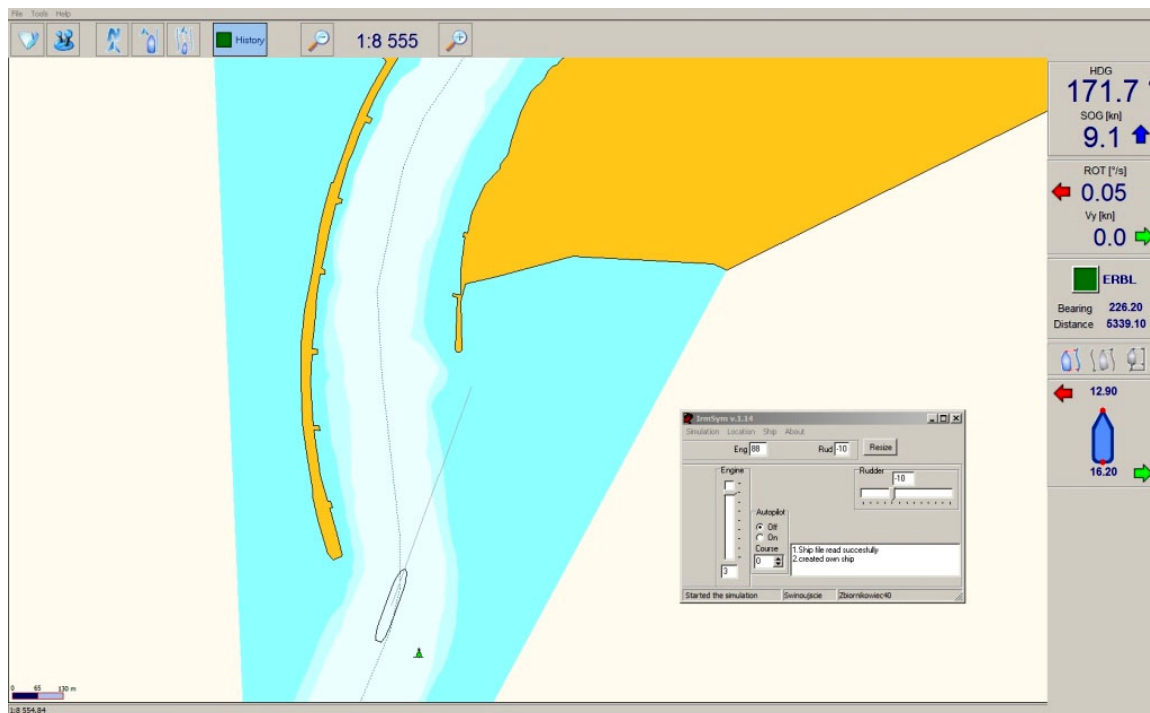 File Tools Help
History
1:8 555
HDG
171.7 °
SOG [kn]
9.1
ROT [°/s]
0.05
Vy [kn]
0.0
ERBL
Bearing 226.20
Distance 5339.10
12.90
16.20
IrmSym v.1.14
Simulation Location Ship About
Eng 88 Rud -10 Resize
Engine
Rudder
-10
Autopilot
Off
On
Course
0
3
1.Ship file read succesfully
2.created own ship
Started the simulation Swinoujscie Zbiornikowiec40
0 65 130 m
1:8 554,84